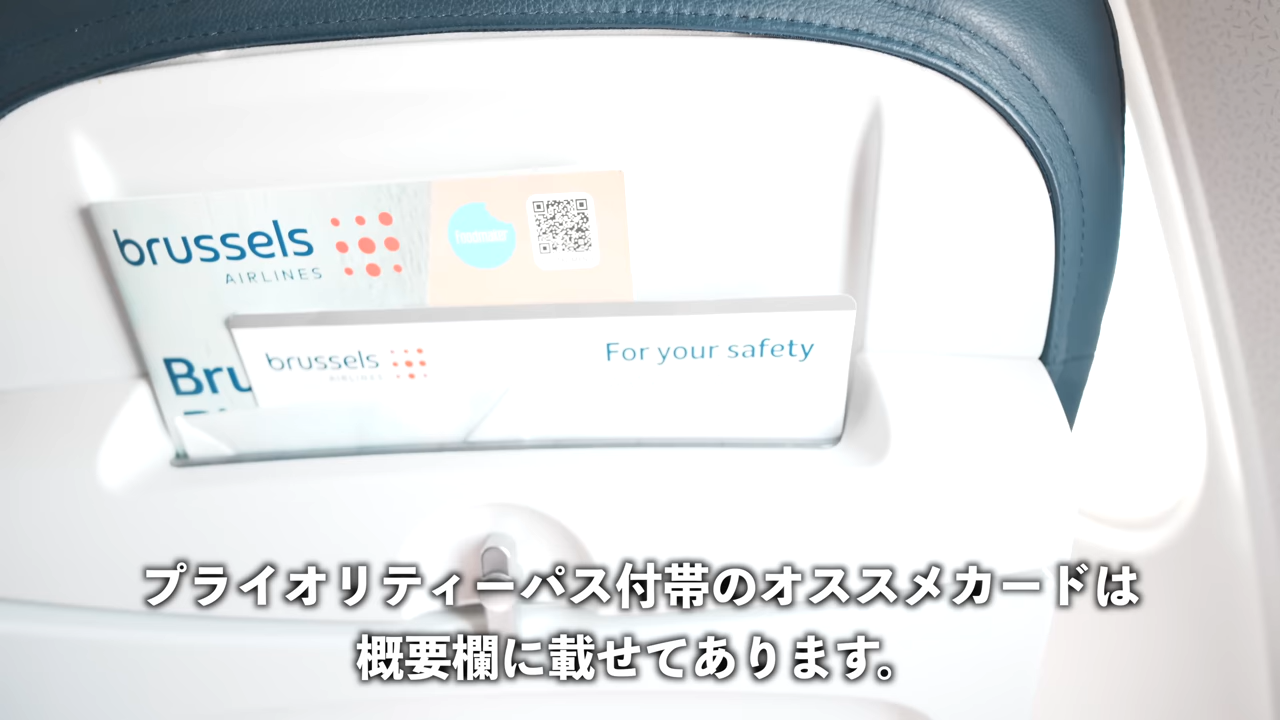 brussels
AIRLINES
Bru
brussels
AIRLINES
For your safety
プライオリティーパス付帯のオススメカードは
概要欄に載せてあります。